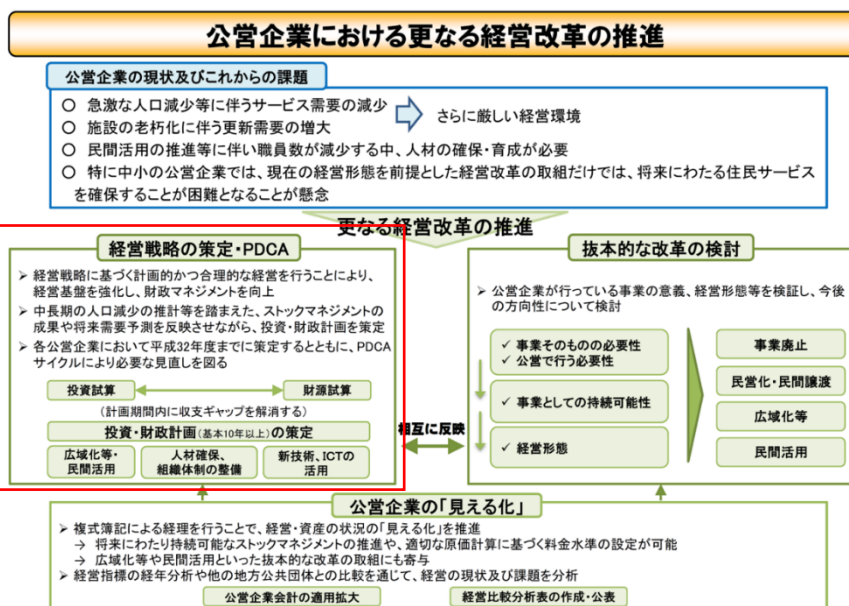 公営企業における更なる経営改革の推進
公営企業の現状及びこれからの課題
○ 急激な人口減少等に伴うサービス需要の減少
○ 施設の老朽化に伴う更新需要の増大
さらに厳しい経営環境
○ 民間活用の推進等に伴い職員数が減少する中、人材の確保・育成が必要
○ 特に中小の公営企業では、現在の経営形態を前提とした経営改革の取組だけでは、将来にわたる住民サービス
を確保することが困難となることが懸念
更なる経営改革の推進
経営戦略の策定・PDCA
➢ 経営戦略に基づく計画的かつ合理的な経営を行うことにより、
経営基盤を強化し、財政マネジメントを向上
➢ 中長期の人口減少の推計等を踏まえた、ストックマネジメントの
成果や将来需要予測を反映させながら、投資・財政計画を策定
➢ 各公営企業において平成32年度までに策定するとともに、PDCA
サイクルにより必要な見直しを図る
投資試算
財源試算
(計画期間内に収支ギャップを解消する)
投資・財政計画(基本10年以上)の策定
広域化等・
民間活用
人材確保、
組織体制の整備
新技術、ICTの
活用
相互に反映
抜本的な改革の検討
➢ 公営企業が行っている事業の意義、経営形態等を検証し、今後
の方向性について検討
✓ 事業そのものの必要性
✓ 公営で行う必要性
✓ 事業としての持続可能性
✓ 経営形態
事業廃止
民営化・民間譲渡
広域化等
民間活用
公営企業の「見える化」
➢ 複式簿記による経理を行うことで、経営・資産の状況の「見える化」を推進
→ 将来にわたり持続可能なストックマネジメントの推進や、適切な原価計算に基づく料金水準の設定が可能
→ 広域化等や民間活用といった抜本的な改革の取組にも寄与
➢ 経営指標の経年分析や他の地方公共団体との比較を通じて、経営の現状及び課題を分析
公営企業会計の適用拡大
経営比較分析表の作成・公表